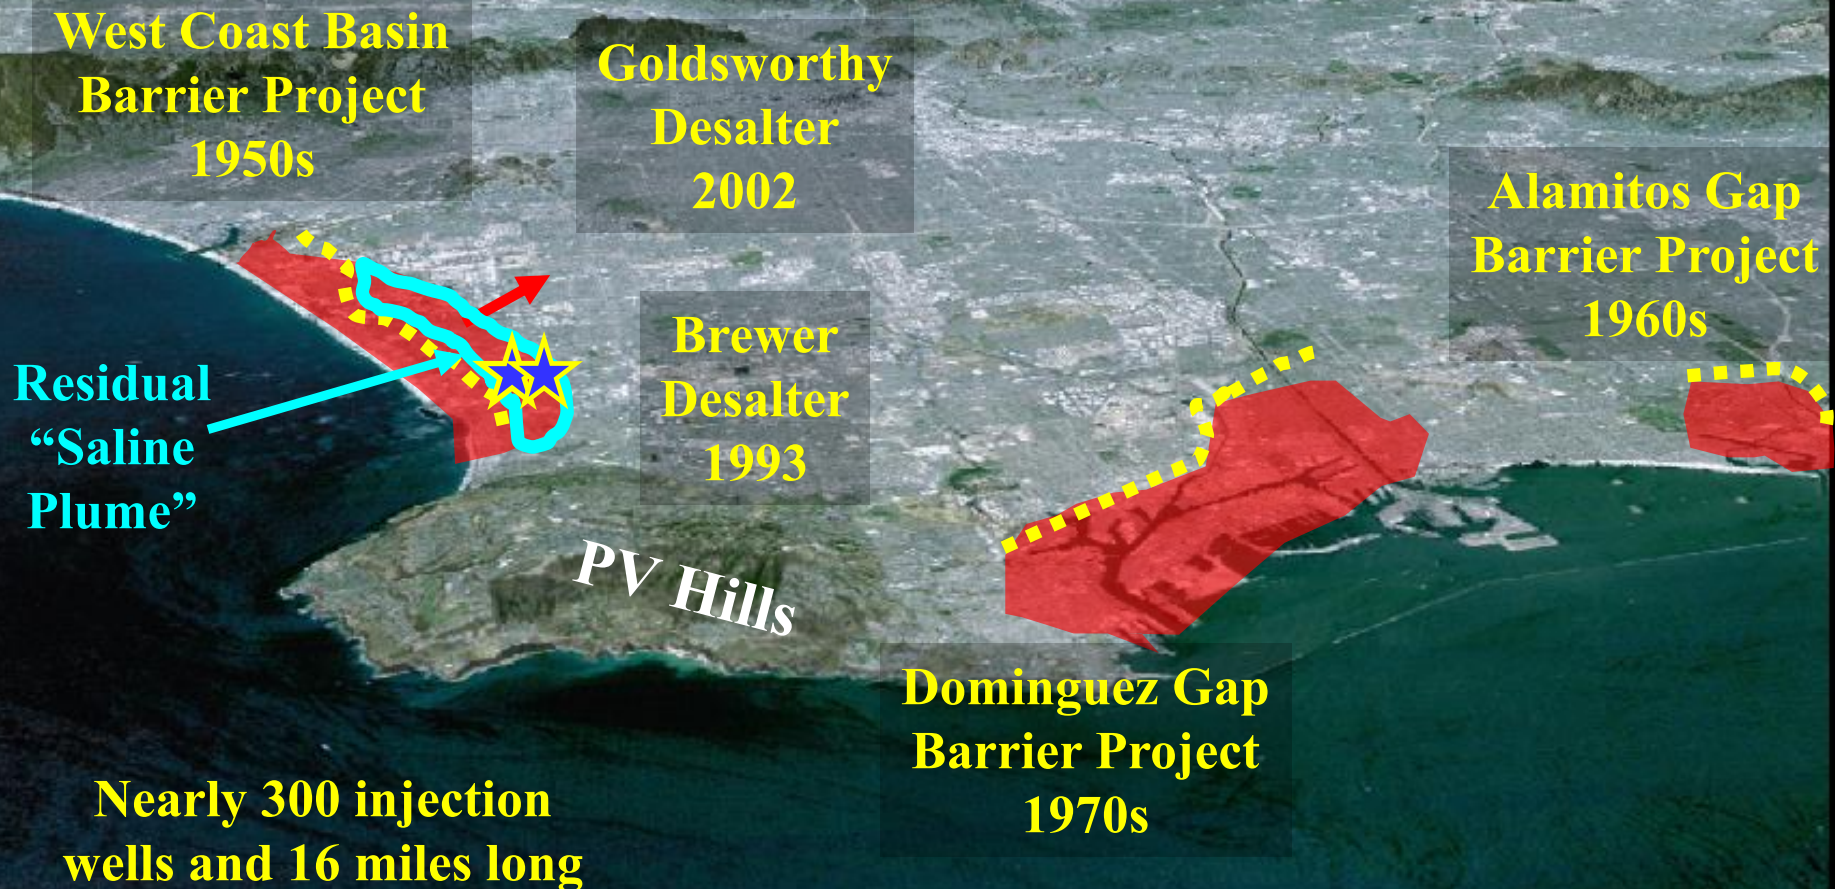 West Coast Basin
Barrier Project
1950s
Goldsworthy
Desalter
2002
Alamitos Gap
Barrier Project
1960s
Brewer
Desalter
1993
Residual
“Saline
Plume”
PV Hills
Dominguez Gap
Barrier Project
1970s
Nearly 300 injection
wells and 16 miles long